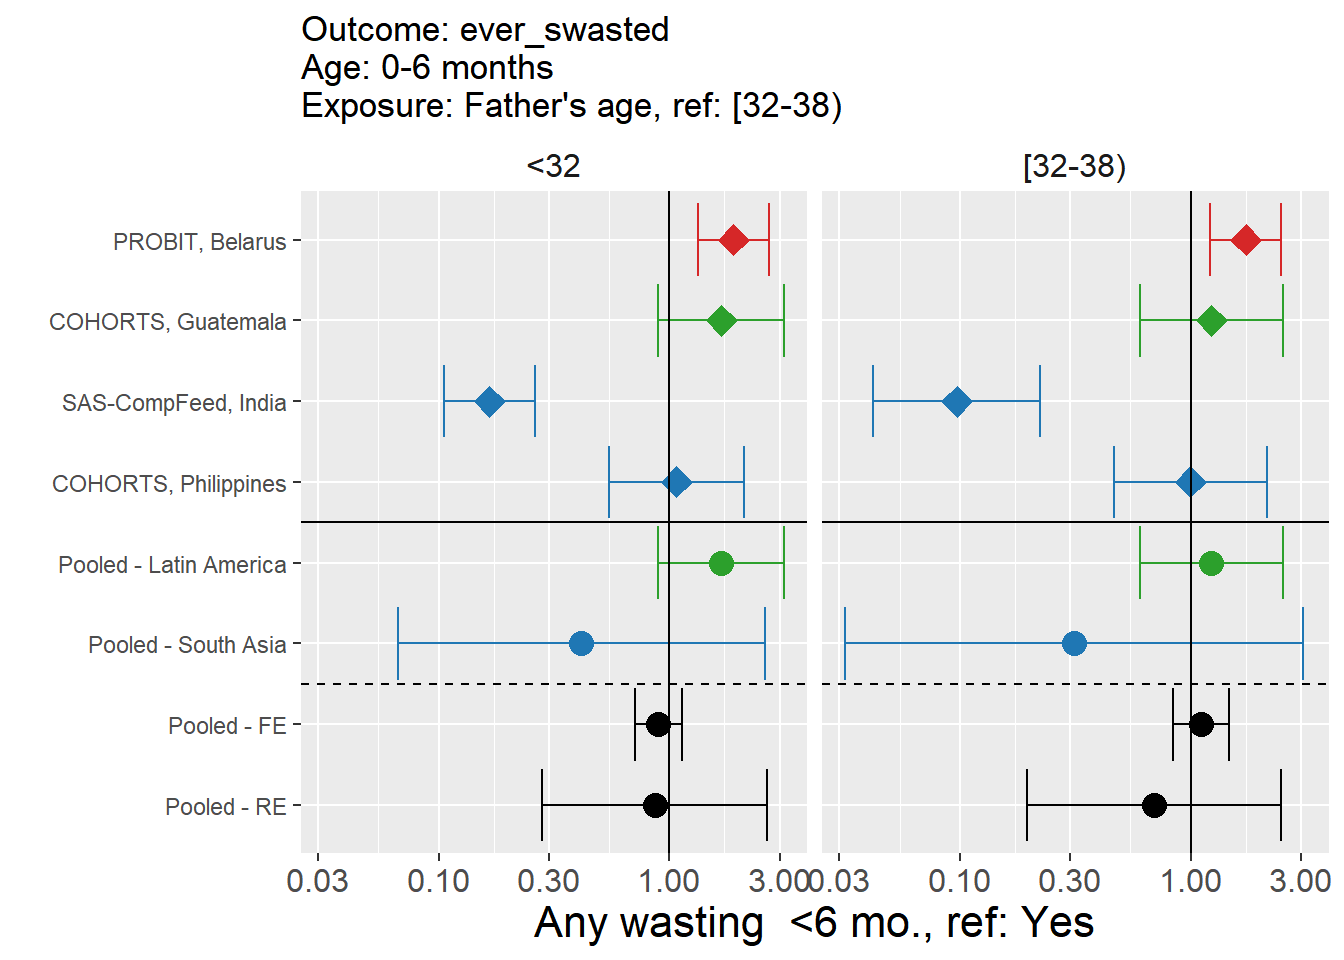 Outcome: ever_swasted
Age: 0-6 months
Exposure: Father's age, ref: [32-38)
<32 [32-38)
PROBIT, Belarus
COHORTS, Guatemala
SAS-CompFeed, India
COHORTS, Philippines
Pooled - Latin America
Pooled - South Asia
Pooled - FE
Pooled - RE
0.03 0.10 0.30 1.00 3.00 0.03 0.10 0.30 1.00 3.00
Any wasting  <6 mo., ref: Yes